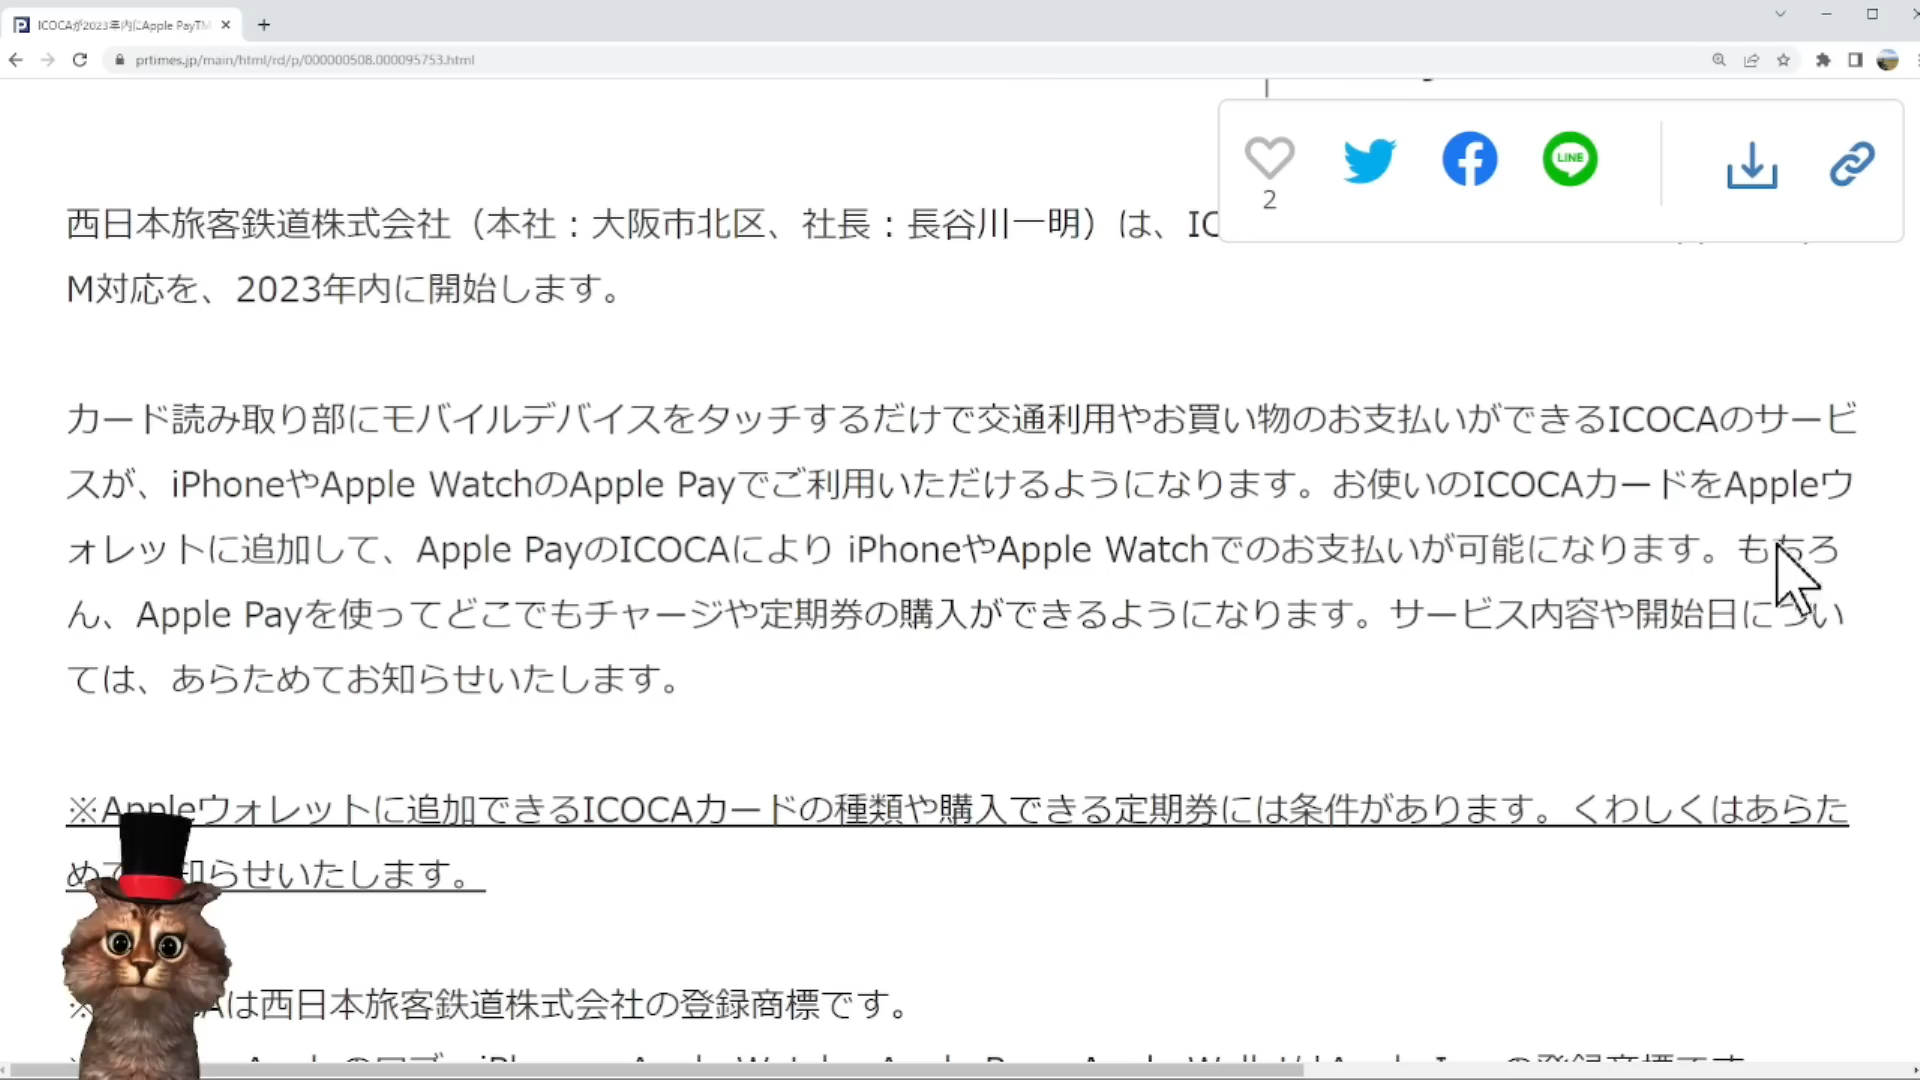 ICOCAが2023年内にApple PayTM
prtimes.jp/main/html/rd/p/000000508.000095753.html
2
LINE
西日本旅客鉄道株式会社（本社：大阪市北区、社長：長谷川一明）は、IC
M対応を、2023年内に開始します。
カード読み取り部にモバイルデバイスをタッチするだけで交通利用やお買い物のお支払いができるICOCAのサービ
スが、iPhoneやApple WatchのApple Payでご利用いただけるようになります。お使いのICOCAカードをAppleウ
ォレットに追加して、Apple PayのICOCAにより iPhoneやApple Watchでのお支払いが可能になります。もちろ
ん、Apple Payを使ってどこでもチャージや定期券の購入ができるようになります。サービス内容や開始日につい
ては、あらためてお知らせいたします。
※Appleウォレットに追加できるICOCAカードの種類や購入できる定期券には条件があります。くわしくはあらた
めて 知らせいたします。
※ Aは西日本旅客鉄道株式会社の登録商標です。